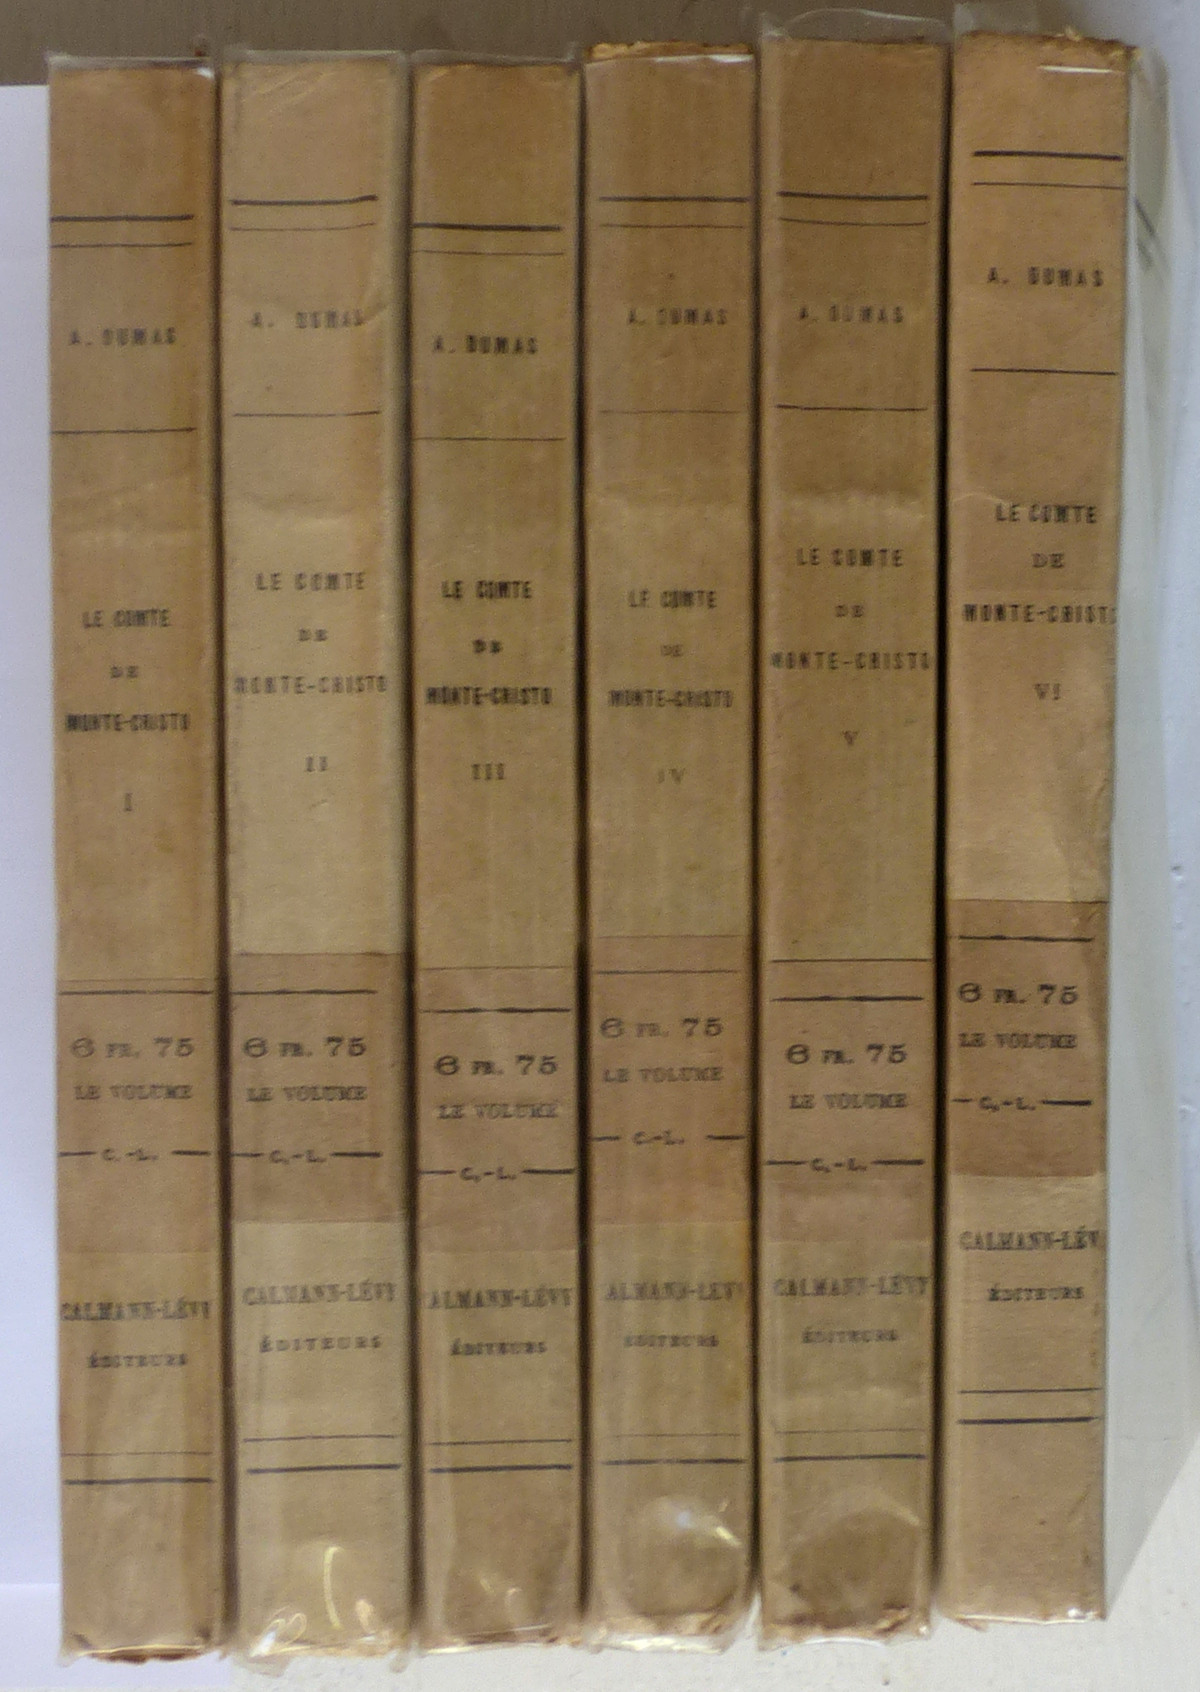 A. DUMAS
LE COMTE
DE
MONTE-CRISTO
I
6 FR. 75
LE VOLUME
C.-L.
CALMANN-LÉVY
ÉDITEURS
A. DUMAS
LE COMTE
DE
MONTE-CRISTO
II
6 FR. 75
LE VOLUME
C.-L.
CALMANN-LÉVY
ÉDITEURS
A. DUMAS
LE COMTE
DE
MONTE-CRISTO
III
6 FR. 75
LE VOLUME
C.-L.
ALMANN-LÉVY
ÉDITEURS
A. DUMAS
LE COMTE
DE
MONTE-CRISTO
IV
6 FR. 75
LE VOLUME
C.-L.
ALMANN-LÉVY
ÉDITEURS
A. DUMAS
LE COMTE
DE
MONTE-CRISTO
V
6 FR. 75
LE VOLUME
C.-L.
CALMANN-LÉVY
ÉDITEURS
A. DUMAS
LE COMTE
DE
MONTE-CRISTO
VI
6 FR. 75
LE VOLUME
C.-L.
CALMANN-LÉV
ÉDITEURS